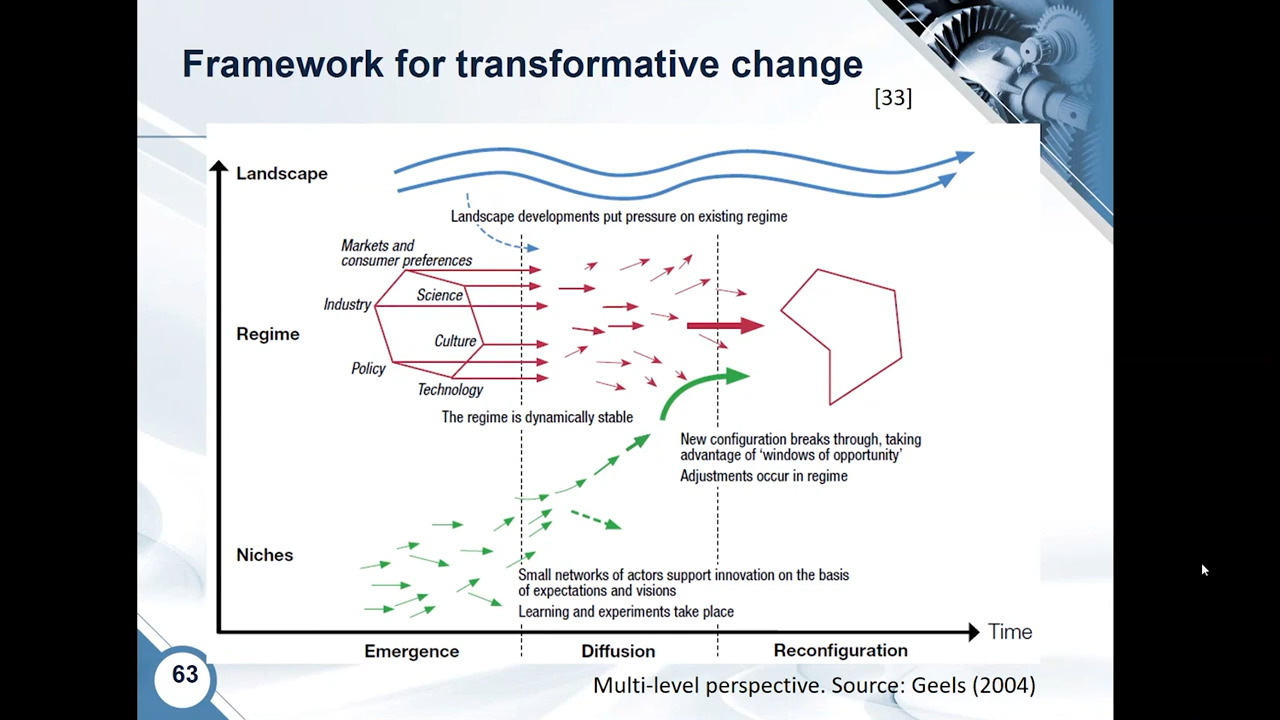 Framework for transformative change
[33]
Landscape
Landscape developments put pressure on existing regime
Markets and
consumer preferences
Science
Industry
Regime
Culture
Policy
Technology
The regime is dynamically stable
New configuration breaks through, taking
advantage of ‘windows of opportunity’
Adjustments occur in regime
Niches
Small networks of actors support innovation on the basis
of expectations and visions
Learning and experiments take place
Time
Emergence
Diffusion
Reconfiguration
63
Multi-level perspective. Source: Geels (2004)